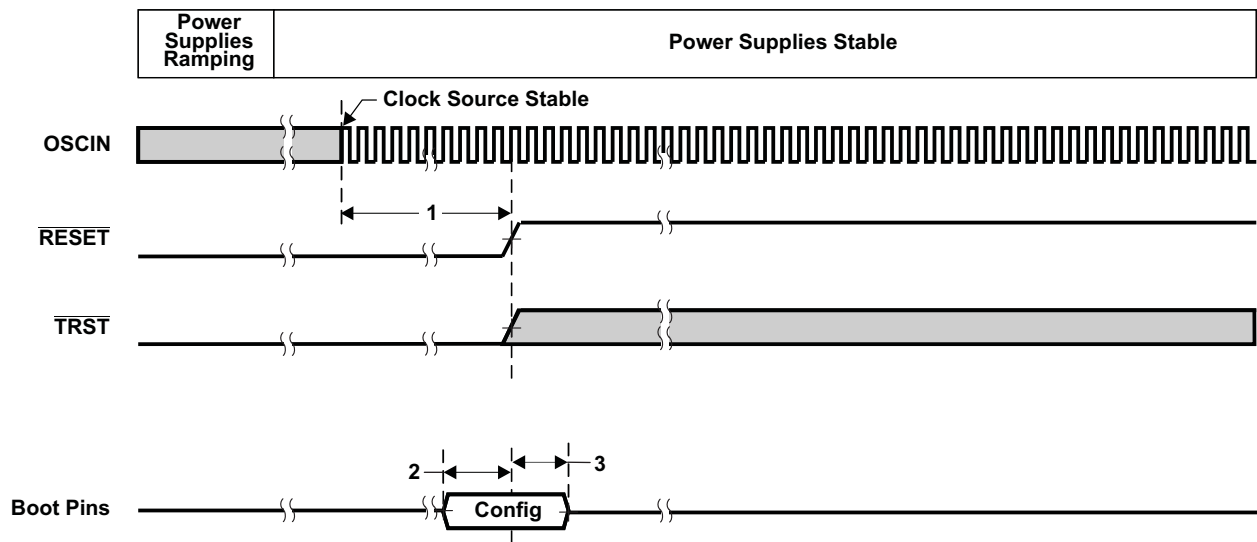 Power
Supplies
Ramping
Power Supplies Stable
Clock Source Stable
OSCIN
1
RESET
TRST
2
3
Boot Pins
Config